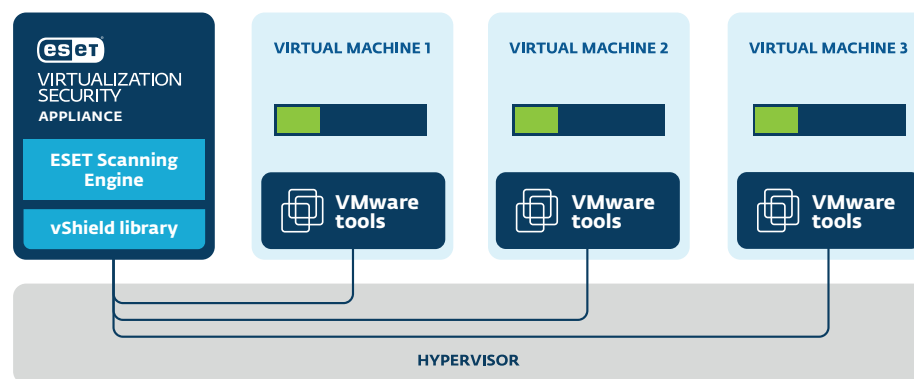 eset
VIRTUALIZATION
SECURITY
APPLIANCE
ESET Scanning
Engine
vShield library
VIRTUAL MACHINE 1
VMware
tools
VIRTUAL MACHINE 2
VMware
tools
VIRTUAL MACHINE 3
VMware
tools
HYPERVISOR